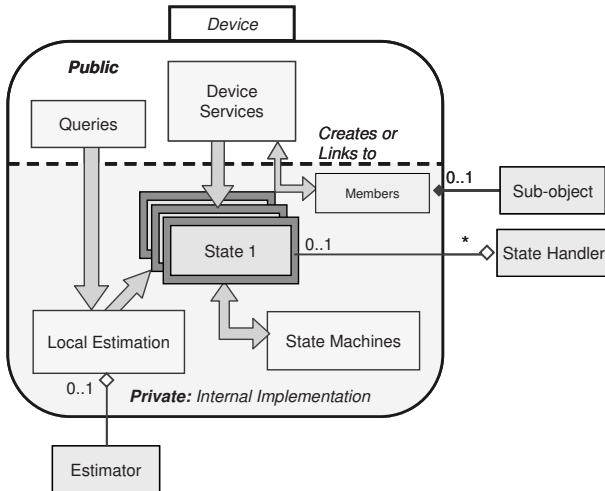 Device
Public
Device
Services
Queries
Creates or
Links to
Members
0..1
Sub-object
State 1
0..1
*
State Handler
Local Estimation
State Machines
0..1
Private: Internal Implementation
Estimator